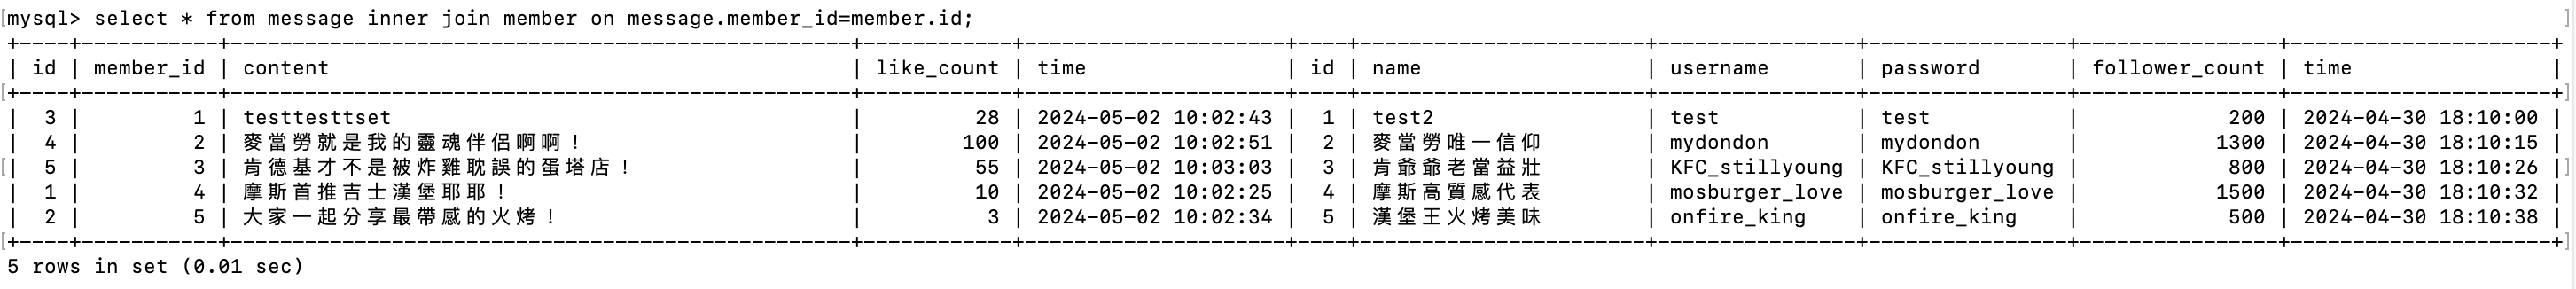 mysql> select * from message inner join member on message.member_id=member.id;
+----+-----------+---------------------------------------------------+------------+---------------------+----+-----------------------+----------------+----------------+----------------+---------------------+
| id | member_id | content | like_count | time | id | name | username | password | follower_count | time |
+----+-----------+---------------------------------------------------+------------+---------------------+----+-----------------------+----------------+----------------+----------------+---------------------+
| 3 | 1 | testtesttset | 28 | 2024-05-02 10:02:43 | 1 | test2 | test | test | 200 | 2024-04-30 18:10:00 |
| 4 | 2 | 麥當勞就是我的靈魂伴侶啊啊！ | 100 | 2024-05-02 10:02:51 | 2 | 麥當勞唯一信仰 | mydondon | mydondon | 1300 | 2024-04-30 18:10:15 |
| 5 | 3 | 肯德基才不是被炸雞耽誤的蛋塔店！ | 55 | 2024-05-02 10:03:03 | 3 | 肯爺爺老當益壯 | KFC_stillyoung | KFC_stillyoung | 800 | 2024-04-30 18:10:26 |
| 1 | 4 | 摩斯首推吉士漢堡耶耶！ | 10 | 2024-05-02 10:02:25 | 4 | 摩斯高質感代表 | mosburger_love | mosburger_love | 1500 | 2024-04-30 18:10:32 |
| 2 | 5 | 大家一起分享最帶感的火烤！ | 3 | 2024-05-02 10:02:34 | 5 | 漢堡王火烤美味 | onfire_king | onfire_king | 500 | 2024-04-30 18:10:38 |
+----+-----------+---------------------------------------------------+------------+---------------------+----+-----------------------+----------------+----------------+----------------+---------------------+
5 rows in set (0.01 sec)